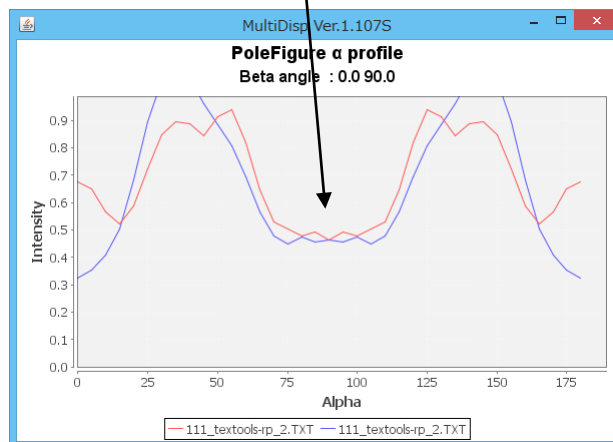 MultiDisp Ver.1.107S
PoleFigure α profile
Beta angle : 0.0 90.0
Intensity
0.9
0.8
0.7
0.6
0.5
0.4
0.3
0.2
0.1
0.0
0 25 50 75 100 125 150 175
Alpha
111_textools-rp_2.TXT 111_textools-rp_2.TXT